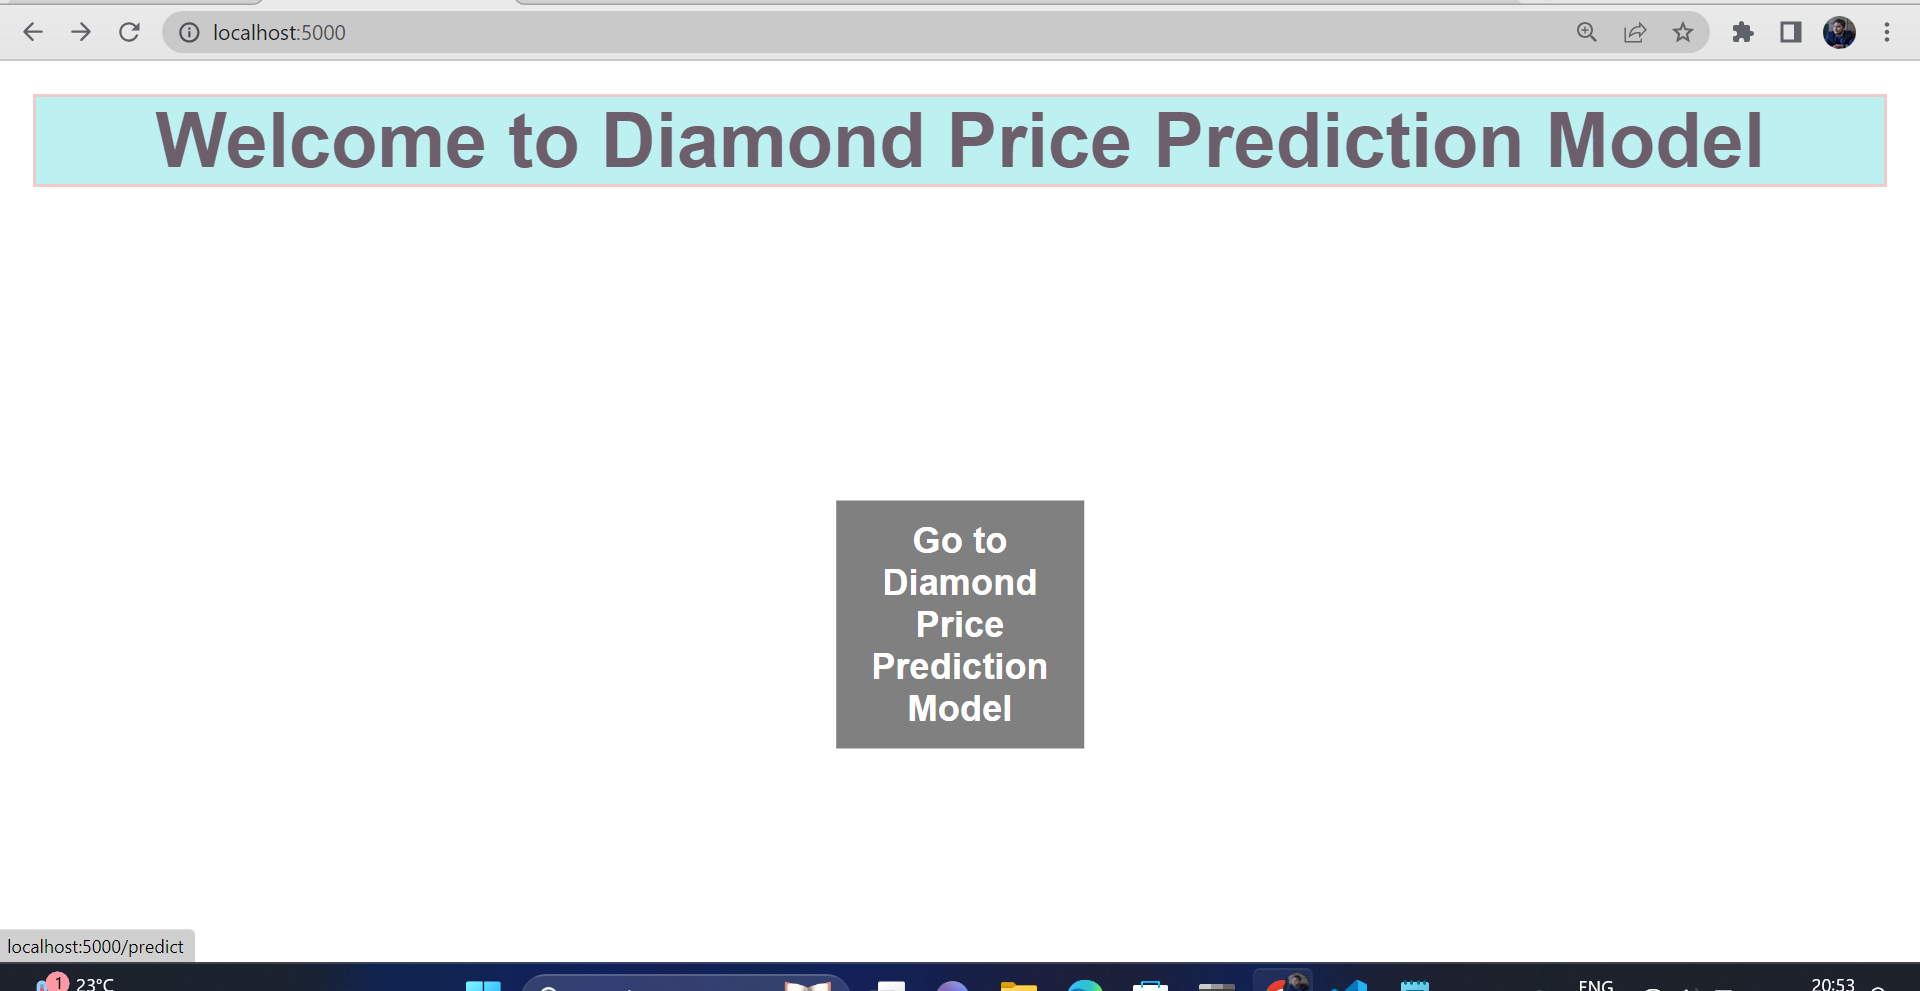 localhost:5000
Welcome to Diamond Price Prediction Model
Go to
Diamond
Price
Prediction
Model
localhost:5000/predict
1
23°C
ENG
20:53